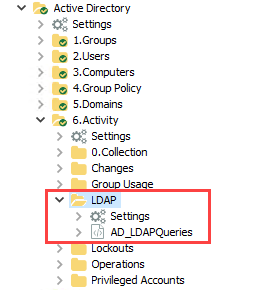 Active Directory
Settings
1.Groups
2.Users
3.Computers
4.Group Policy
5.Domains
6.Activity
Settings
0.Collection
Changes
Group Usage
LDAP
Settings
AD_LDAPQueries
Lockouts
Operations
Privileged Accounts